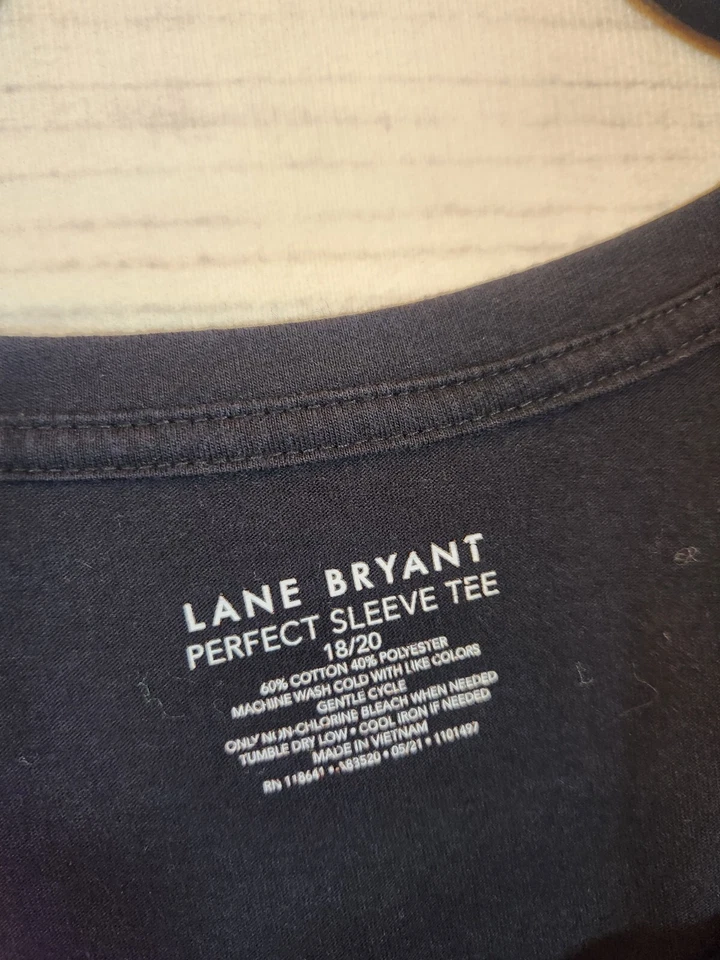 LANE BRYANT
PERFECT SLEEVE TEE
18/20
60% COTTON 40% POLYESTER
MACHINE WASH COLD WITH LIKE COLORS
GENTLE CYCLE
ONLY NON-CHLORINE BLEACH WHEN NEEDED
TUMBLE DRY LOW • COOL IRON IF NEEDED
MADE IN VIETNAM
RN • 05/21 • 1101497